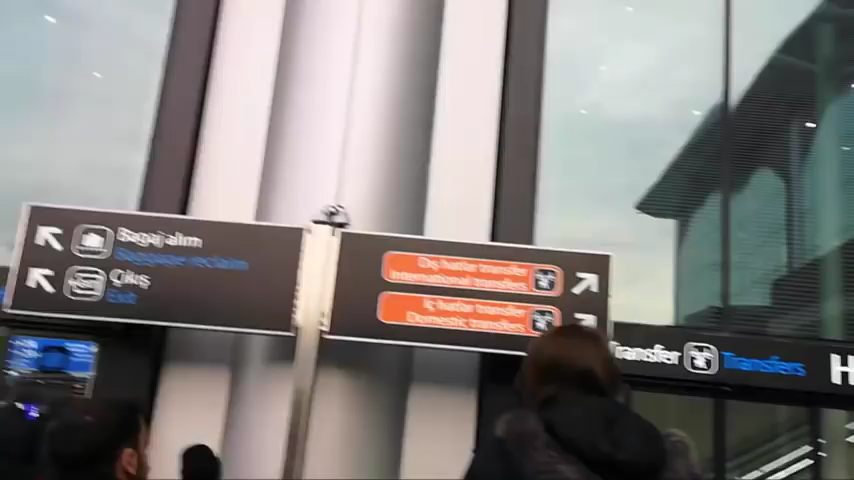 Bagaj alım
Baggage reclaim
Çıkış
Exit
Dış hatlar transfer
International transfers
İç hatlar transfer
Domestic transfers
Transfer Transfers
H